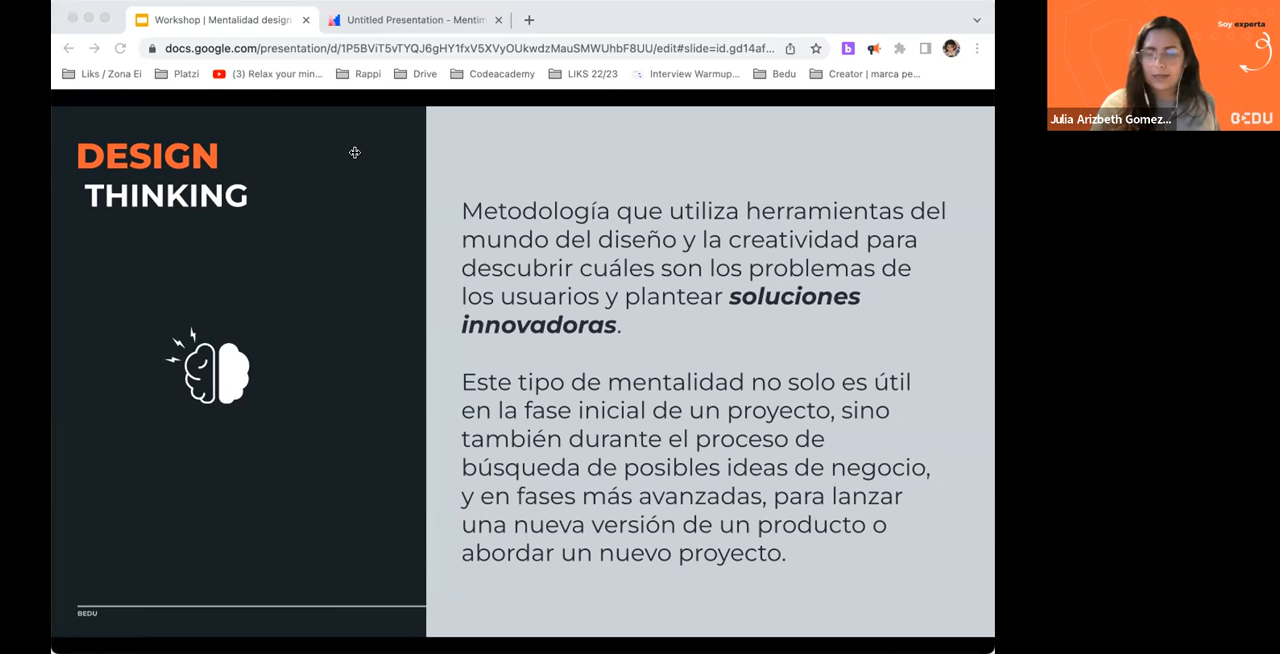 Workshop | Mentalidad design
Untitled Presentation - Mentim
docs.google.com/presentation/d/1P5BViT5vTYQJ6gHY1fxV5XVyOUkwdzMauSMWUhbF8UU/edit#slide=id.gd14af...
Liks / Zona Ei
Platzi
(3) Relax your min...
Rappi
Drive
Codeacademy
LIKS 22/23
Interview Warmup...
Bedu
Creator | marca pe...
Soy experta
Julia Arizbeth Gomez...
BEDU
DESIGN
THINKING
Metodología que utiliza herramientas del
mundo del diseño y la creatividad para
descubrir cuáles son los problemas de
los usuarios y plantear soluciones
innovadoras.
Este tipo de mentalidad no solo es útil
en la fase inicial de un proyecto, sino
también durante el proceso de
búsqueda de posibles ideas de negocio,
y en fases más avanzadas, para lanzar
una nueva versión de un producto o
abordar un nuevo proyecto.
BEDU